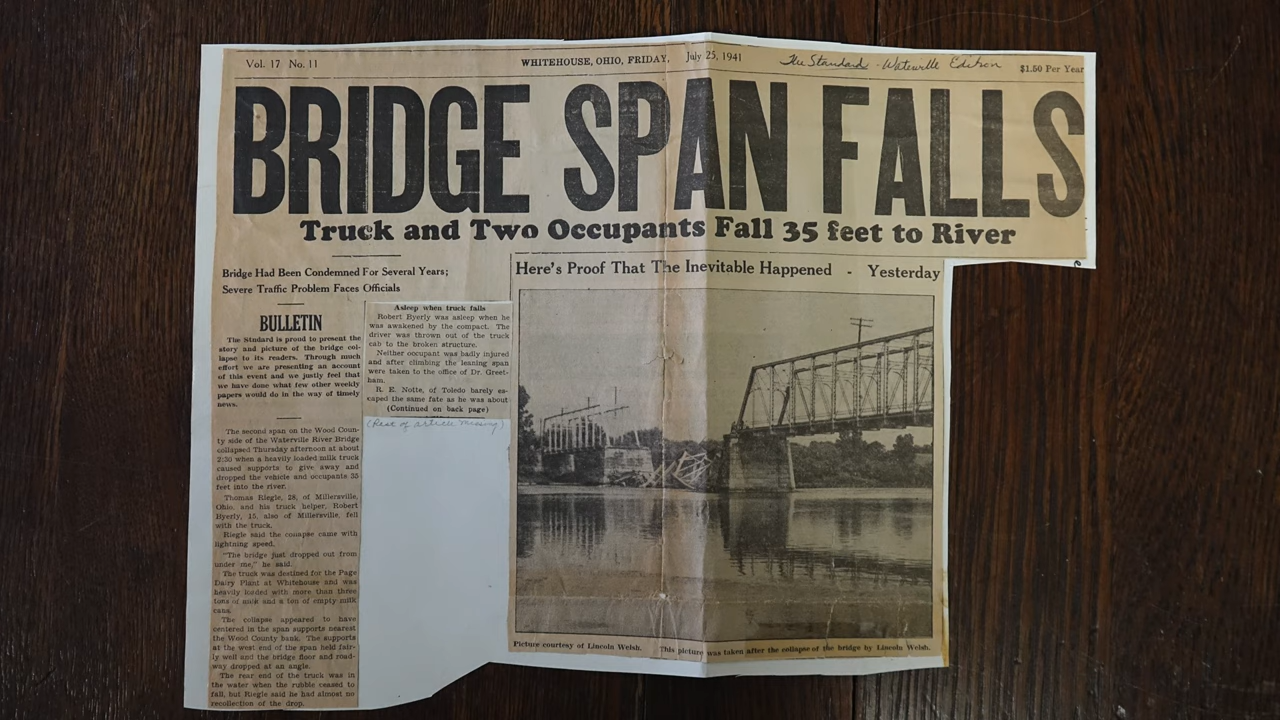 Vol. 17 No. 11
WHITEHOUSE, OHIO, FRIDAY, July 25, 1941
The Standard - Waterville Edition
$1.50 Per Year
BRIDGE SPAN FALLS
Truck and Two Occupants Fall 35 feet to River
Bridge Had Been Condemned For Several Years;
Severe Traffic Problem Faces Officials
BULLETIN
The Stndard is proud to present the
story and picture of the bridge col-
lapse to its readers. Through much
effort we are presenting an account
of this event and we justly feel that
we have done what few other weekly
papers would do in the way of timely
news.
The second span on the Wood Coun-
ty side of the Waterville River Bridge
collapsed Thursday afternoon at about
2:30 when a heavily loaded milk truck
caused supports to give away and
dropped the vehicle and occupants 35
feet into the river.
Thomas Riegle, 28, of Millersville,
Ohio, and his truck helper, Robert
Byerly, 15, also of Millersville, fell
with the truck.
Riegle said the collapse came with
lightning speed.
"The bridge just dropped out from
under me," he said.
The truck was destined for the Page
Dairy Plant at Whitehouse and was
heavily loaded with more than three
tons of milk and a ton of empty milk
cans.
The collapse appeared to have
centered in the span supports nearest
the Wood County bank. The supports
at the west end of the span held fair-
ly well and the bridge floor and road-
way dropped at an angle.
The rear end of the truck was in
the water when the rubble ceased to
fall, but Riegle said he had almost no
recollection of the drop.
Asleep when truck falls
Robert Byerly was asleep when he
was awakened by the compact. The
driver was thrown out of the truck
cab to the broken structure.
Neither occupant was badly injured
and after climbing the leaning span
were taken to the office of Dr. Greet-
ham.
R. E. Notte, of Toledo barely es-
caped the same fate as he was about
(Continued on back page)
(Rest of article missing)
Here's Proof That The Inevitable Happened - Yesterday
Picture courtesy of Lincoln Welsh. This picture was taken after the collapse of the bridge by Lincoln Welsh.